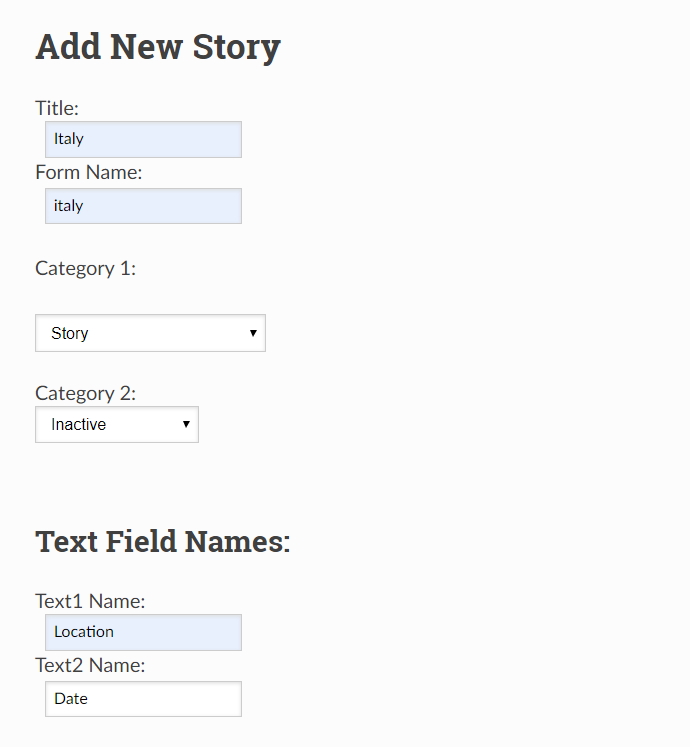 Add New Story
Title:
Italy
Form Name:
italy
Category 1:
Story
Category 2:
Inactive
Text Field Names:
Text1 Name:
Location
Text2 Name:
Date